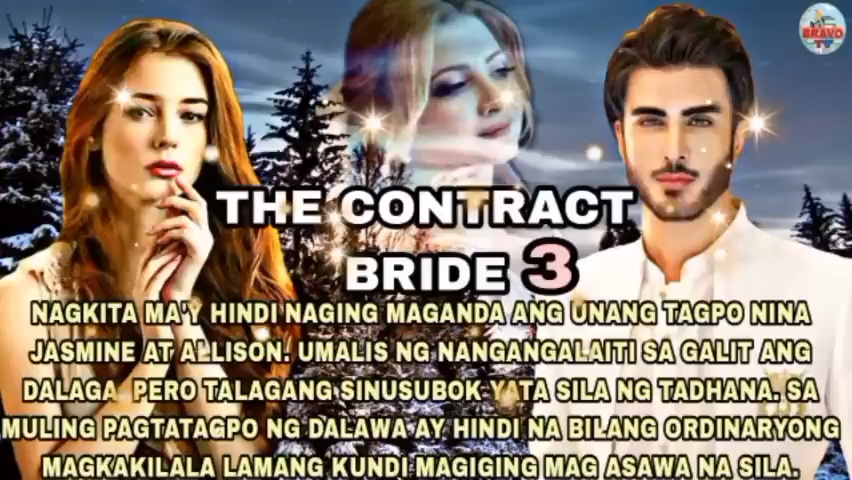 BRAVO
TV
THE CONTRACT
BRIDE 3
NAGKITA MA'Y HINDI NAGING MAGANDA ANG UNANG TAGPO NINA
JASMINE AT ALLISON. UMALIS NG NANGANGALAITI SA GALIT ANG
DALAGA PERO TALAGANG SINUSUBOK YATA SILA NG TADHANA. SA
MULING PAGTATAGPO NG DALAWA AY HINDI NA BILANG ORDINARYONG
MAGKAKILALA LAMANG KUNDI MAGIGING MAG ASAWA NA SILA.